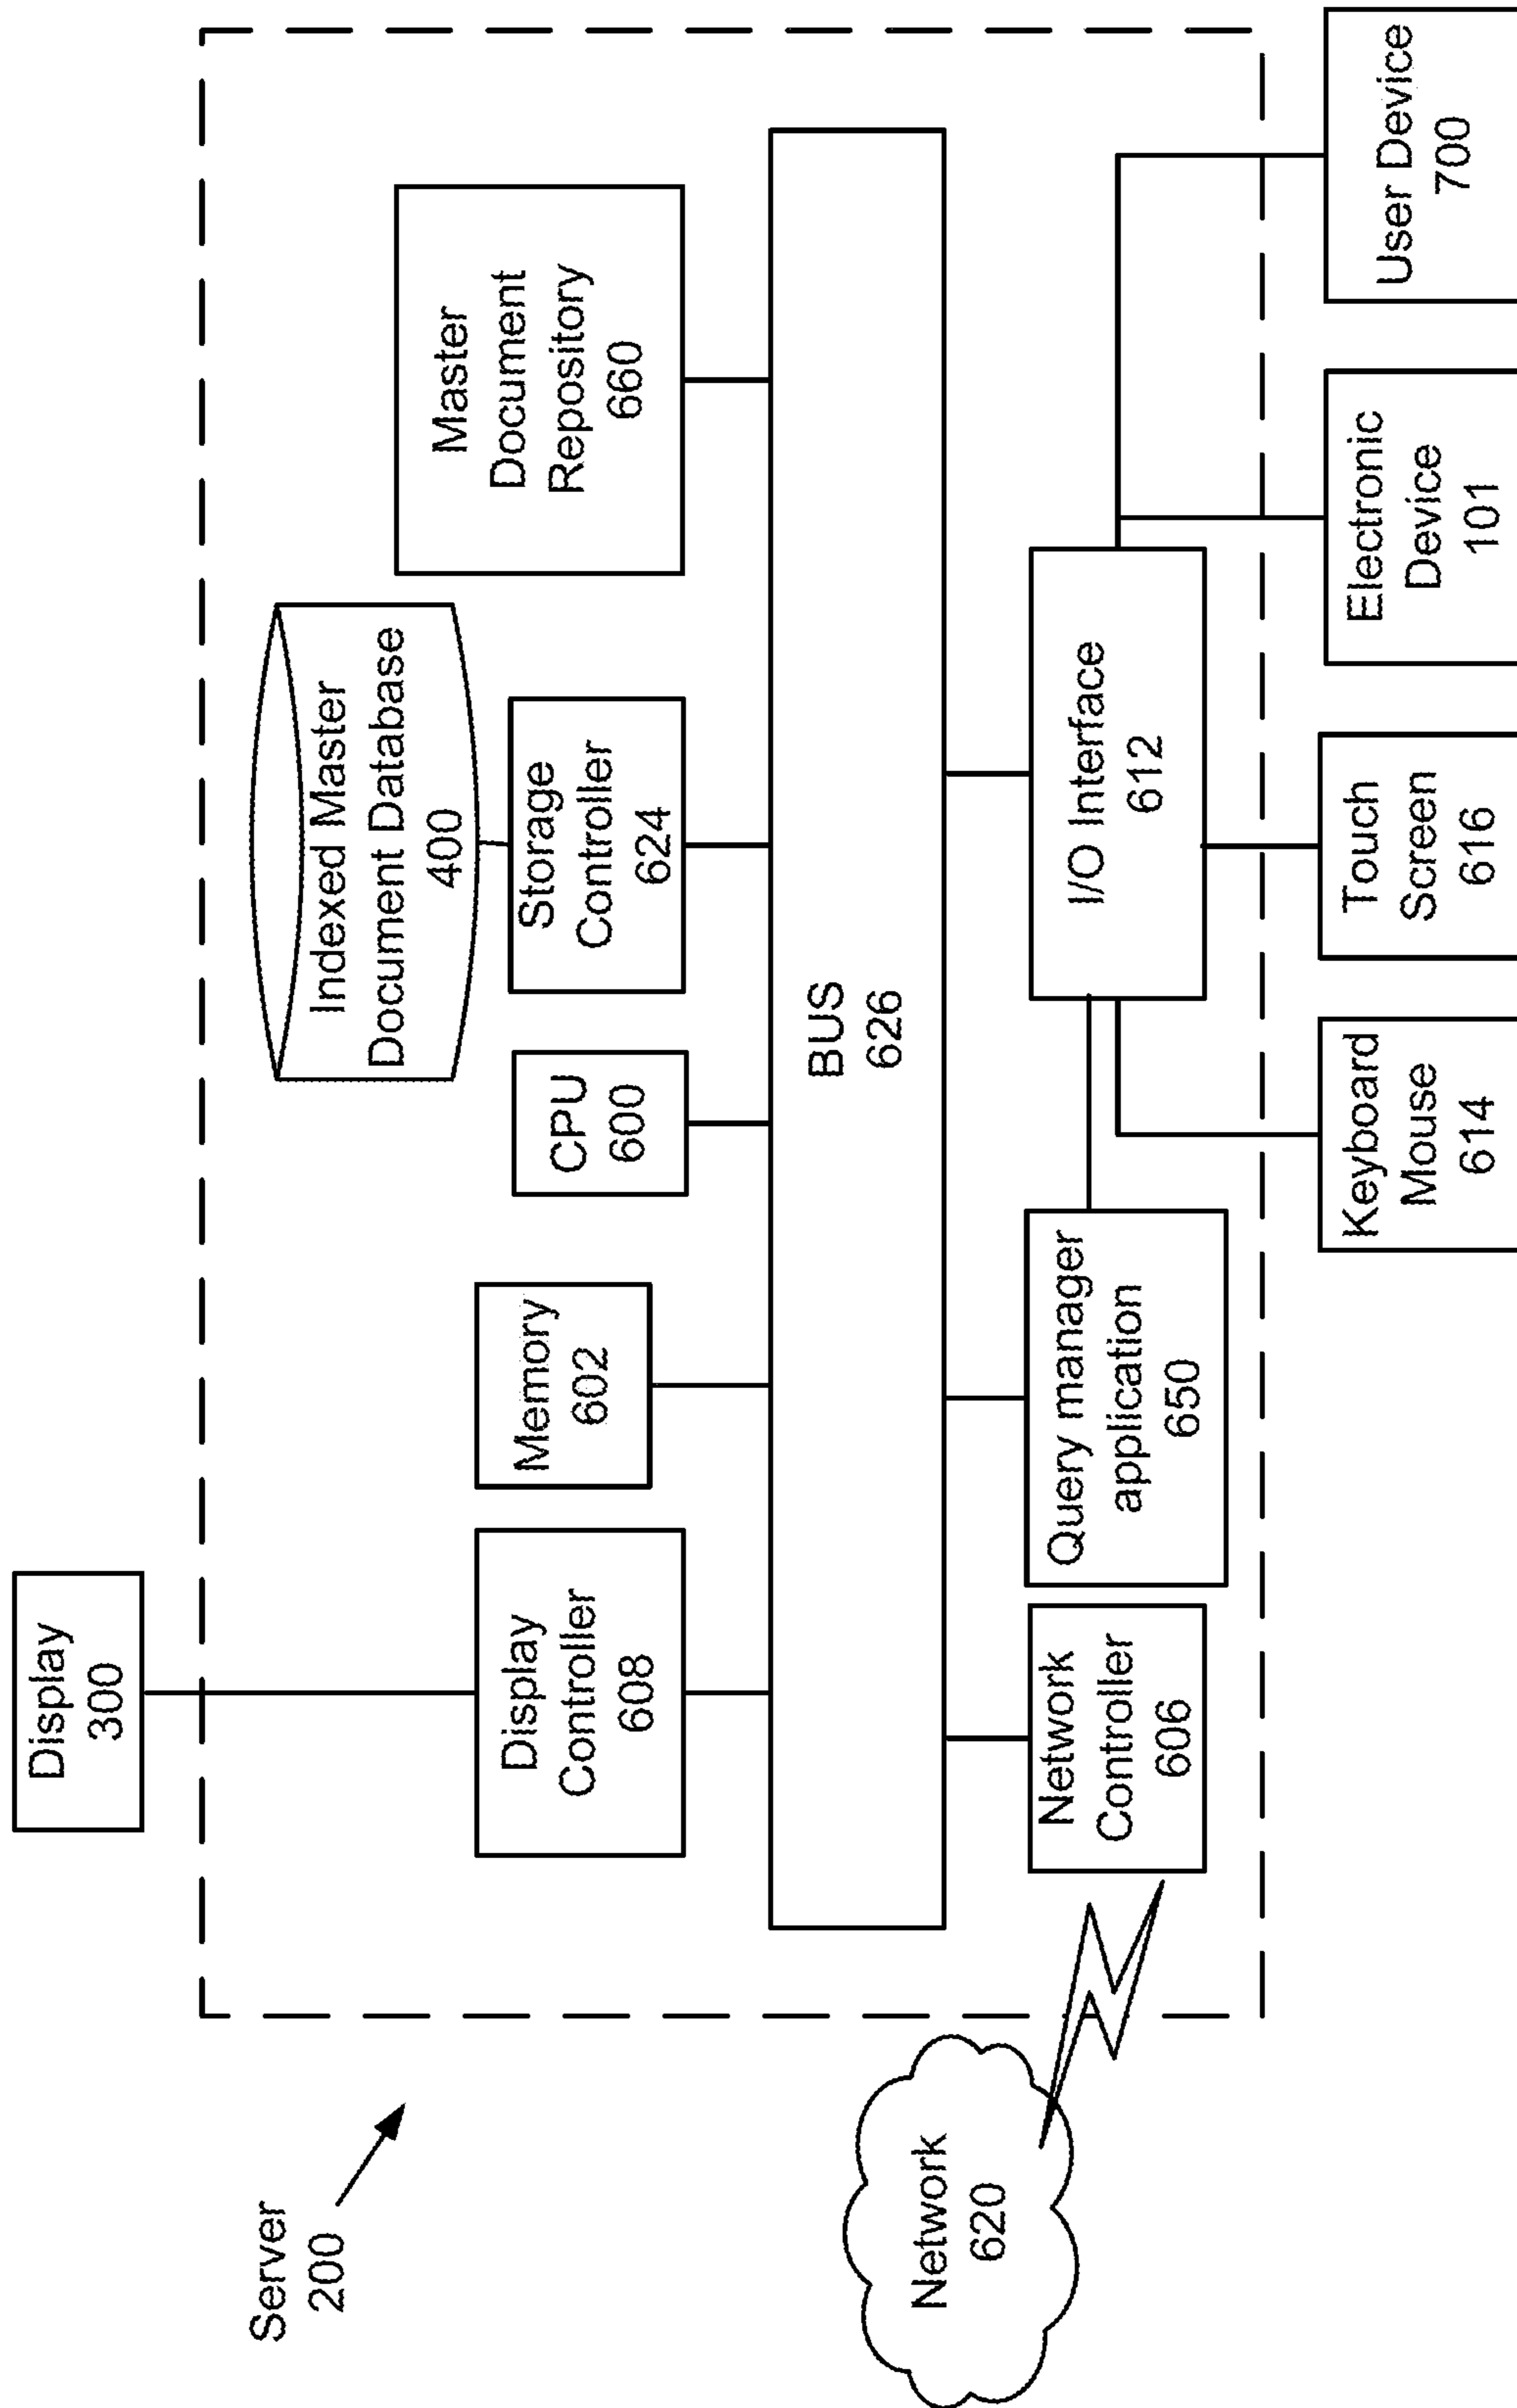 Server
200
Display
300
Display
Controller
608
Memory
602
CPU
600
Indexed Master
Document Database
400
Storage
Controller
624
Master
Document
Repository
660
BUS
626
Network
620
Network
Controller
606
Query manager
application
650
I/O Interface
612
Keyboard
Mouse
614
Touch
Screen
616
Electronic
Device
101
User Device
700